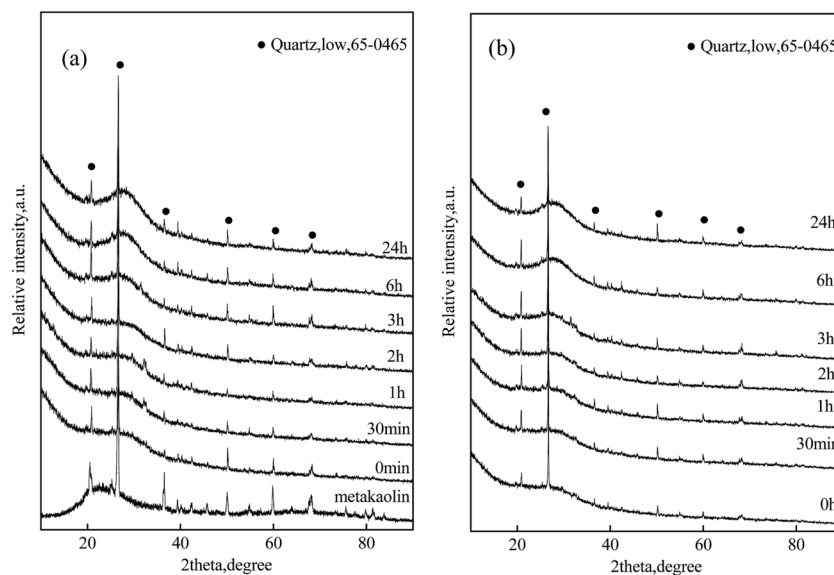 (a)
● Quartz,low,65-0465
24h
6h
3h
2h
1h
30min
0min
metakaolin
Relative intensity,a.u.
20 40 60 80
2theta,degree
(b)
● Quartz,low,65-0465
24h
6h
3h
2h
1h
30min
0h
Relative intensity,a.u.
20 40 60 80
2theta,degree